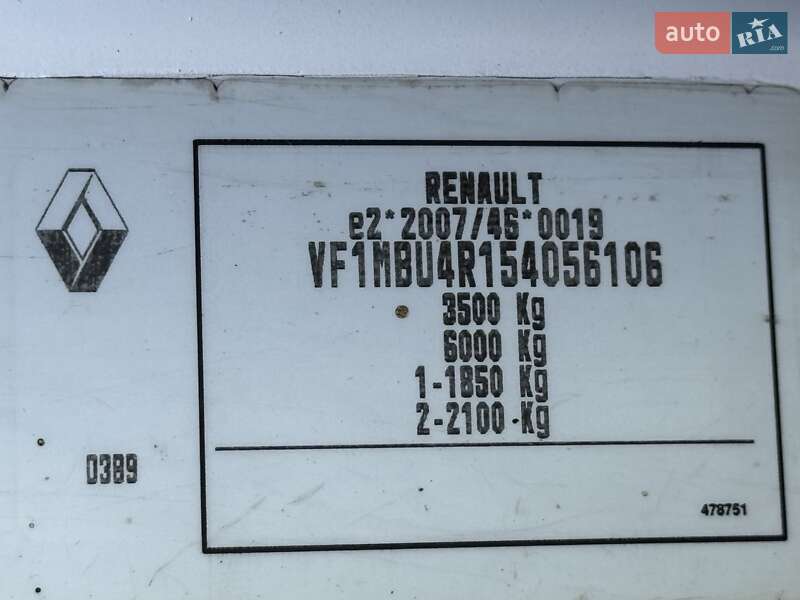 auto RIA.com
RENAULT
e2*2007/46*0019
VF1MBU4R154056106
3500 Kg
6000 Kg
1-1850 Kg
2-2100 Kg
0389
478751